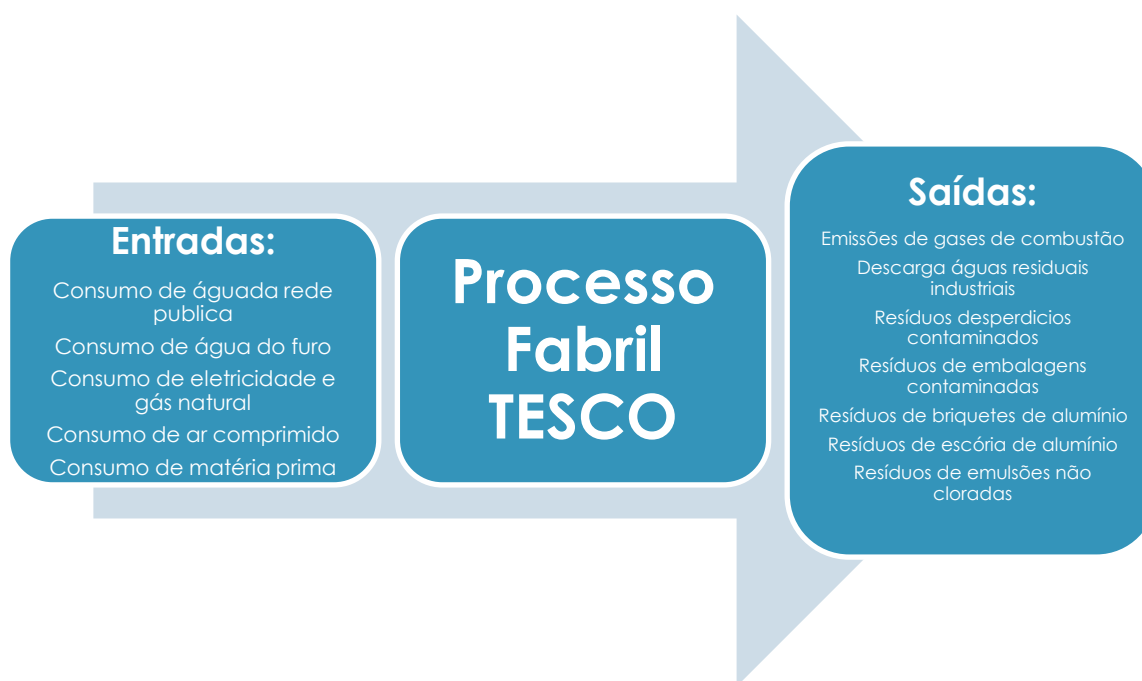 Entradas:
Consumo de águada rede
publica
Consumo de água do furo
Consumo de eletricidade e
gás natural
Consumo de ar comprimido
Consumo de matéria prima
Processo
Fabril
TESCO
Saídas:
Emissões de gases de combustão
Descarga águas residuais
industriais
Resíduos desperdicios
contaminados
Resíduos de embalagens
contaminadas
Resíduos de briquetes de alumínio
Resíduos de escória de alumínio
Resíduos de emulsões não
cloradas